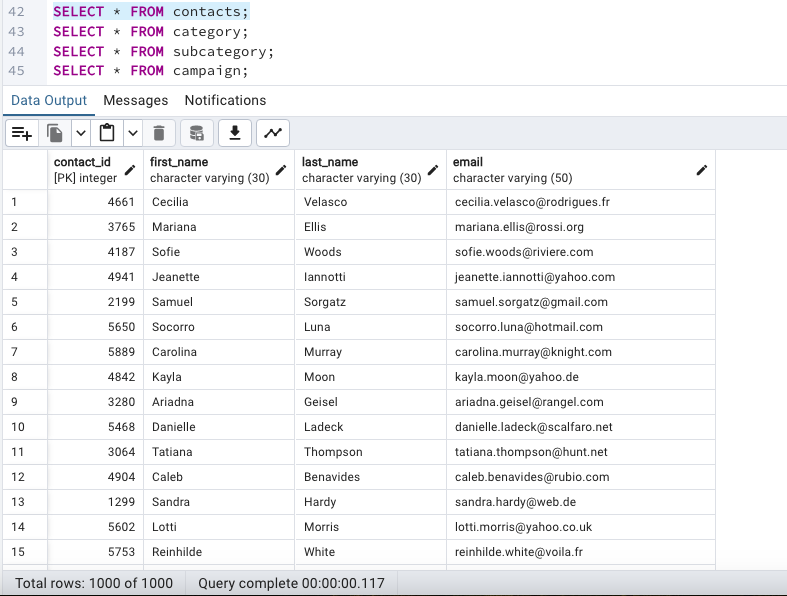 42 SELECT * FROM contacts;
43 SELECT * FROM category;
44 SELECT * FROM subcategory;
45 SELECT * FROM campaign;
Data Output Messages Notifications
contact_id first_name last_name email
[PK] integer character varying (30) character varying (30) character varying (50)
1 4661 Cecilia Velasco cecilia.velasco@rodrigues.fr
2 3765 Mariana Ellis mariana.ellis@rossi.org
3 4187 Sofie Woods sofie.woods@riviere.com
4 4941 Jeanette Iannotti jeanette.iannotti@yahoo.com
5 2199 Samuel Sorgatz samuel.sorgatz@gmail.com
6 5650 Socorro Luna socorro.luna@hotmail.com
7 5889 Carolina Murray carolina.murray@knight.com
8 4842 Kayla Moon kayla.moon@yahoo.de
9 3280 Ariadna Geisel ariadna.geisel@rangel.com
10 5468 Danielle Ladeck danielle.ladeck@scalfaro.net
11 3064 Tatiana Thompson tatiana.thompson@hunt.net
12 4904 Caleb Benavides caleb.benavides@rubio.com
13 1299 Sandra Hardy sandra.hardy@web.de
14 5602 Lotti Morris lotti.morris@yahoo.co.uk
15 5753 Reinhilde White reinhilde.white@voila.fr
Total rows: 1000 of 1000 Query complete 00:00:00.117